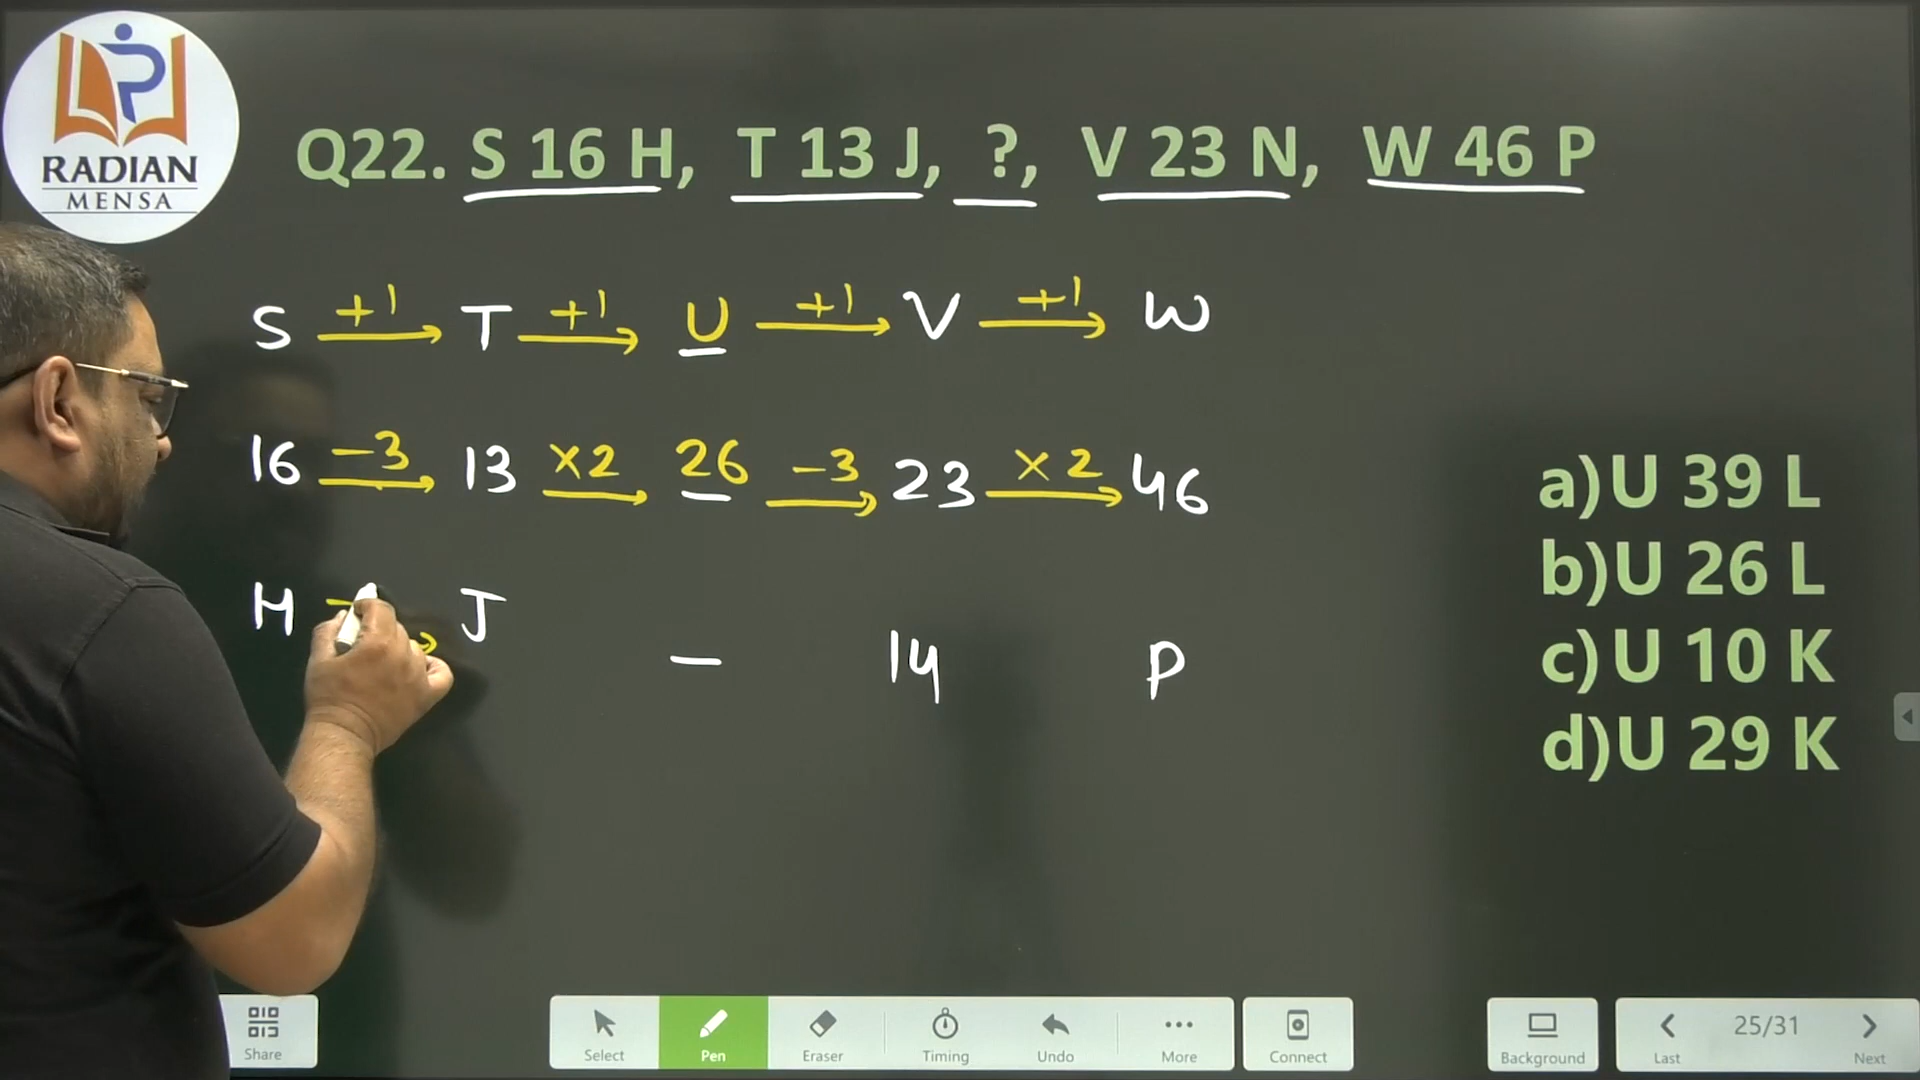 RADIAN
MENSA
Q22. S 16 H, T 13 J, ?, V 23 N, W 46 P
S +1 T +1 U +1 V +1 W
16 -3 13 ×2 26 -3 23 ×2 46
H J
– 14 P
a)U 39 L
b)U 26 L
c)U 10 K
d)U 29 K
Share Select Pen Eraser Timing Undo More Connect Background Last 25/31 Next